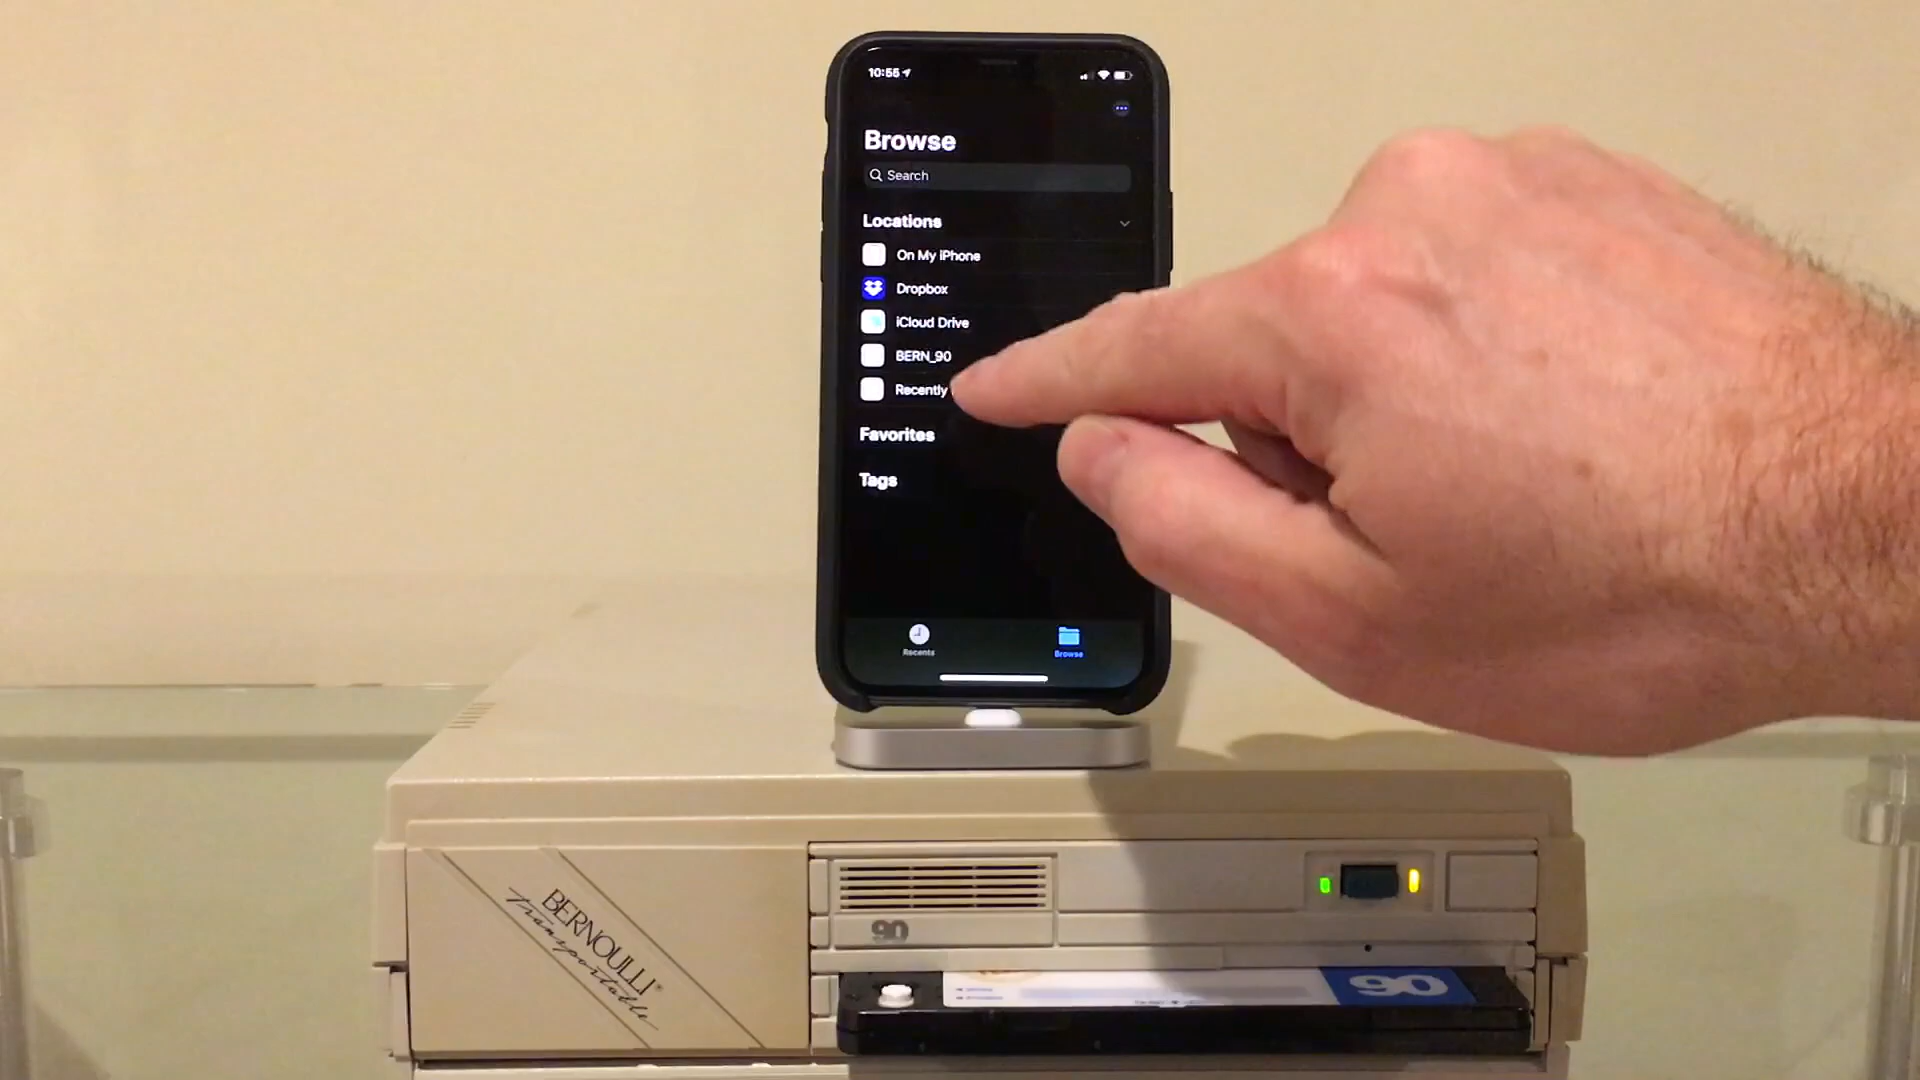 10:55
Browse
Search
Locations
On My iPhone
Dropbox
iCloud Drive
BERN_90
Recently
Favorites
Tags
Recents
Browse
BERNOULLI®
Transportable
90
90